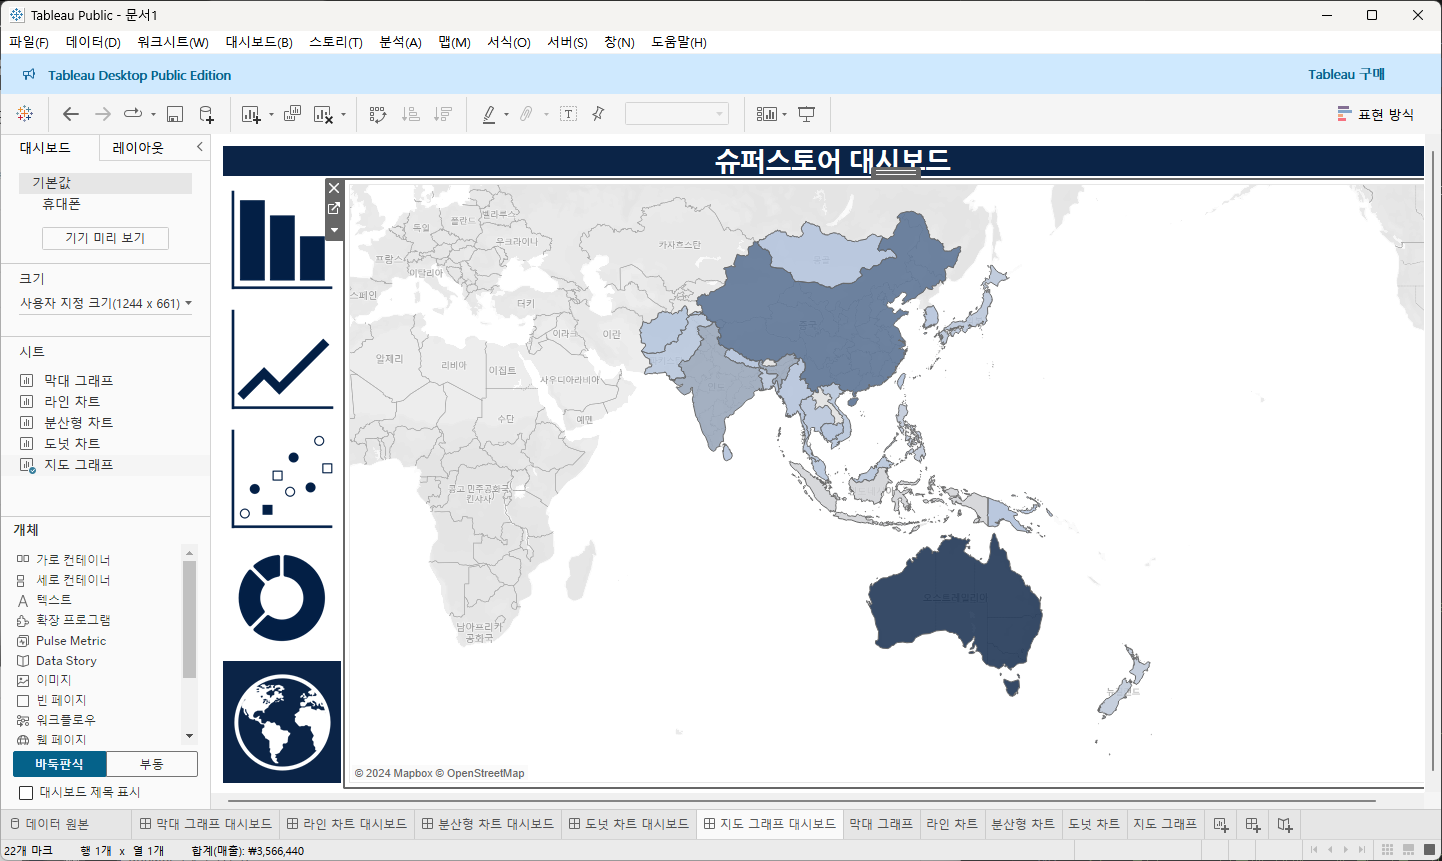 Tableau Public - 문서1
파일(F) 데이터(D) 워크시트(W) 대시보드(B) 스토리(T) 분석(A) 맵(M) 서식(O) 서버(S) 창(N) 도움말(H)
Tableau Desktop Public Edition Tableau 구매
표현 방식
대시보드 레이아웃
기본값
휴대폰
기기 미리 보기
크기
사용자 지정 크기(1244 x 661)
시트
막대 그래프
라인 차트
분산형 차트
도넛 차트
지도 그래프
개체
가로 컨테이너
세로 컨테이너
텍스트
확장 프로그램
Pulse Metric
Data Story
이미지
빈 페이지
워크플로우
웹 페이지
바둑판식 부동
대시보드 제목 표시
슈퍼스토어 대시보드
벨라루스
폴란드
독일
우크라이나
카자흐스탄
프랑스
이탈리아
몽골
스페인
터키
중국
이라크
이란
알제리
리비아
이집트
사우디아라비아
인도
수단
예멘
콩고 민주공화국
킨샤사
오스트레일리아
남아프리카
공화국
© 2024 Mapbox © OpenStreetMap
데이터 원본 막대 그래프 대시보드 라인 차트 대시보드 분산형 차트 대시보드 도넛 차트 대시보드 지도 그래프 대시보드 막대 그래프 라인 차트 분산형 차트 도넛 차트 지도 그래프
22개 마크 행 1개 x 열 1개 합계(매출): ₩3,566,440